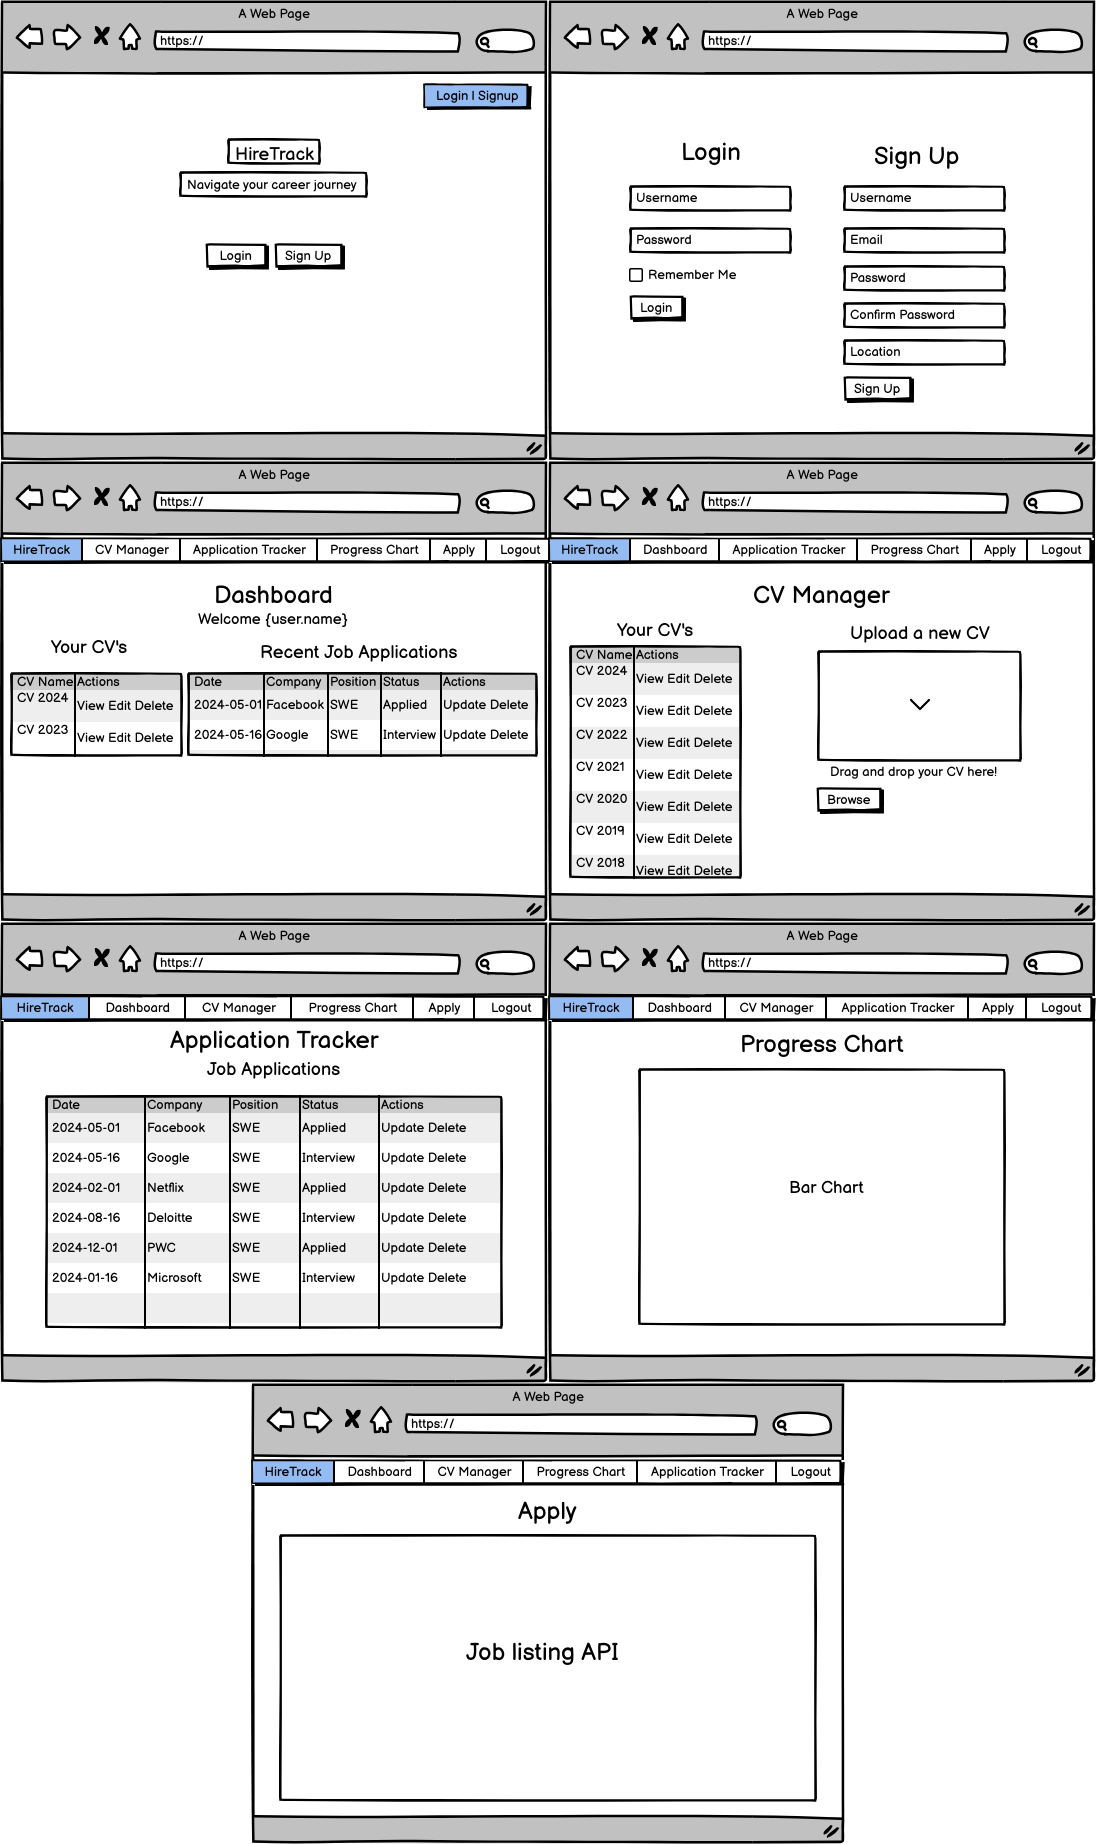 A Web Page
https://
Login | Signup
HireTrack
Navigate your career journey
Login Sign Up
A Web Page
https://
Login
Username
Password
Remember Me
Login
Sign Up
Username
Email
Password
Confirm Password
Location
Sign Up
A Web Page
https://
HireTrack CV Manager Application Tracker Progress Chart Apply Logout
Dashboard
Welcome {user.name}
Your CV's
CV Name Actions
CV 2024 View Edit Delete
CV 2023 View Edit Delete
Recent Job Applications
Date Company Position Status Actions
2024-05-01 Facebook SWE Applied Update Delete
2024-05-16 Google SWE Interview Update Delete
A Web Page
https://
HireTrack Dashboard Application Tracker Progress Chart Apply Logout
CV Manager
Your CV's
CV Name Actions
CV 2024 View Edit Delete
CV 2023 View Edit Delete
CV 2022 View Edit Delete
CV 2021 View Edit Delete
CV 2020 View Edit Delete
CV 2019 View Edit Delete
CV 2018 View Edit Delete
Upload a new CV
Drag and drop your CV here!
Browse
A Web Page
https://
HireTrack Dashboard CV Manager Progress Chart Apply Logout
Application Tracker
Job Applications
Date Company Position Status Actions
2024-05-01 Facebook SWE Applied Update Delete
2024-05-16 Google SWE Interview Update Delete
2024-02-01 Netflix SWE Applied Update Delete
2024-08-16 Deloitte SWE Interview Update Delete
2024-12-01 PWC SWE Applied Update Delete
2024-01-16 Microsoft SWE Interview Update Delete
A Web Page
https://
HireTrack Dashboard CV Manager Application Tracker Apply Logout
Progress Chart
Bar Chart
A Web Page
https://
HireTrack Dashboard CV Manager Progress Chart Application Tracker Logout
Apply
Job listing API